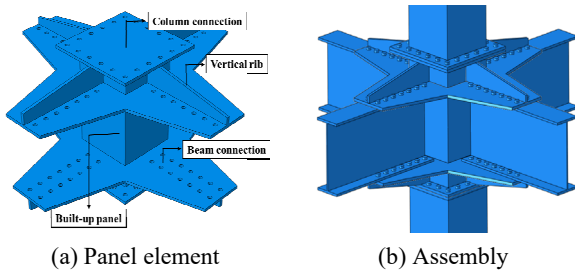 Column connection
Vertical rib
Beam connection
Built-up panel
(a) Panel element
(b) Assembly